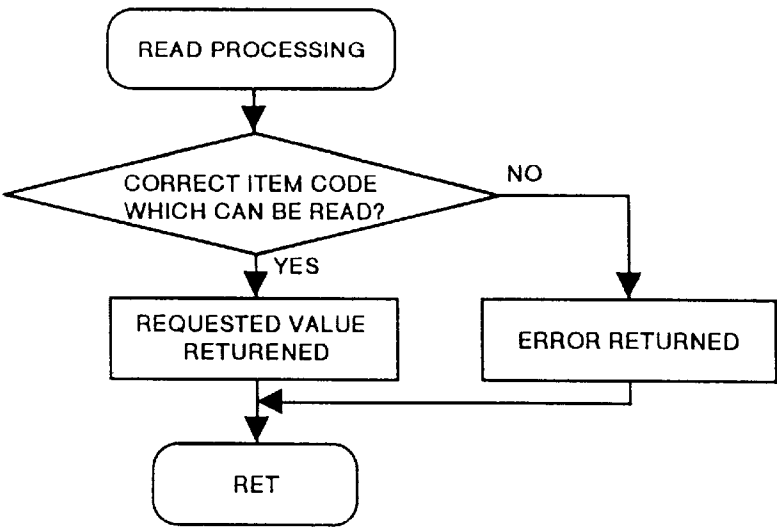 READ PROCESSING
CORRECT ITEM CODE
WHICH CAN BE READ?
NO
YES
REQUESTED VALUE
RETURENED
ERROR RETURNED
RET